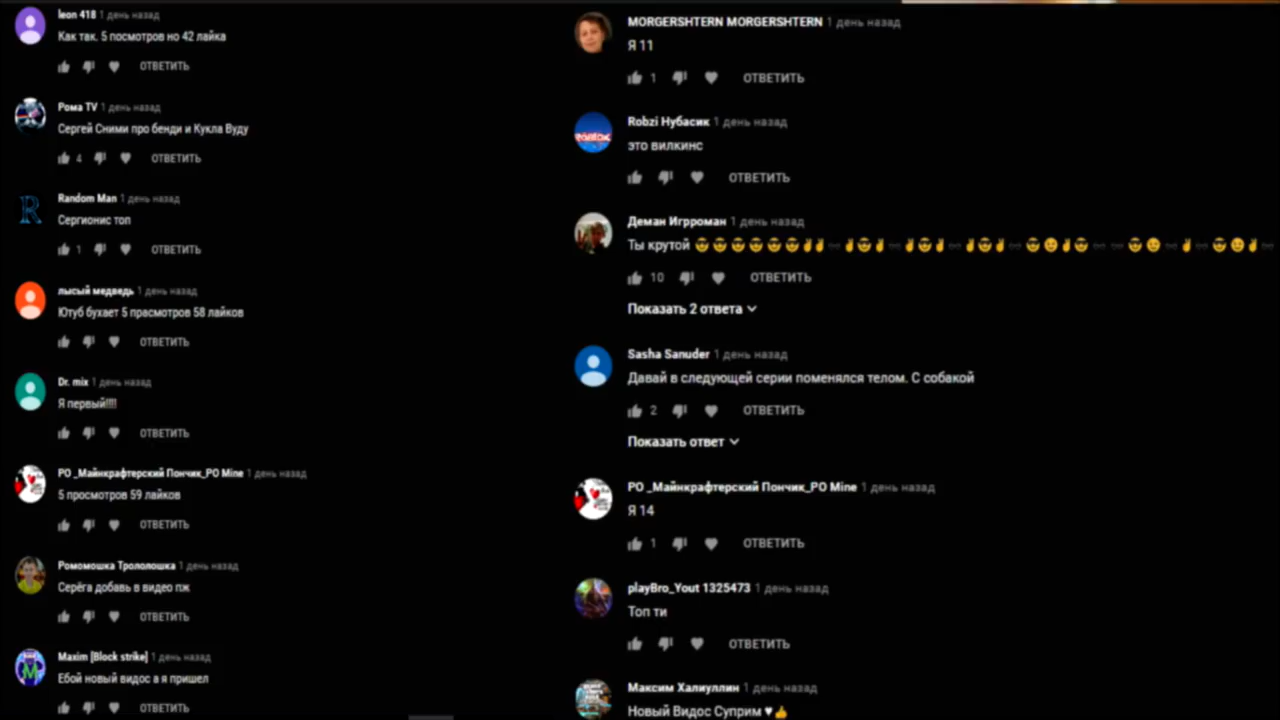 leon 418 1 день назад
Как так. 5 посмотров но 42 лайка
ОТВЕТИТЬ
Рома TV 1 день назад
Сергей Сними про бенди и Кукла Вуду
4 ОТВЕТИТЬ
Random Man 1 день назад
Сергионис топ
1 ОТВЕТИТЬ
лысый медведь 1 день назад
Ютуб бухает 5 прасмотров 58 лайков
ОТВЕТИТЬ
Dr. mix 1 день назад
Я первый!!!!
ОТВЕТИТЬ
PO _Майнкрафтерский Пончик_PO Mine 1 день назад
5 просмотров 59 лайков
ОТВЕТИТЬ
Ромомошка Трололошка 1 день назад
Серёга добавь в видео пж
ОТВЕТИТЬ
Maxim [Block strike] 1 день назад
Ебой новый видос а я пришел
ОТВЕТИТЬ
MORGERSHTERN MORGERSHTERN 1 день назад
Я 11
1 ОТВЕТИТЬ
Robzi Нубасик 1 день назад
это вилкинс
ОТВЕТИТЬ
Деман Игрроман 1 день назад
Ты крутой
10 ОТВЕТИТЬ
Показать 2 ответа
Sasha Sanuder 1 день назад
Давай в следующей серии поменялся телом. С собакой
2 ОТВЕТИТЬ
Показать ответ
PO _Майнкрафтерский Пончик_PO Mine 1 день назад
Я 14
1 ОТВЕТИТЬ
playBro_Yout 1325473 1 день назад
Топ ти
ОТВЕТИТЬ
Максим Халиуллин 1 день назад
Новый Видос Суприм ♥👍